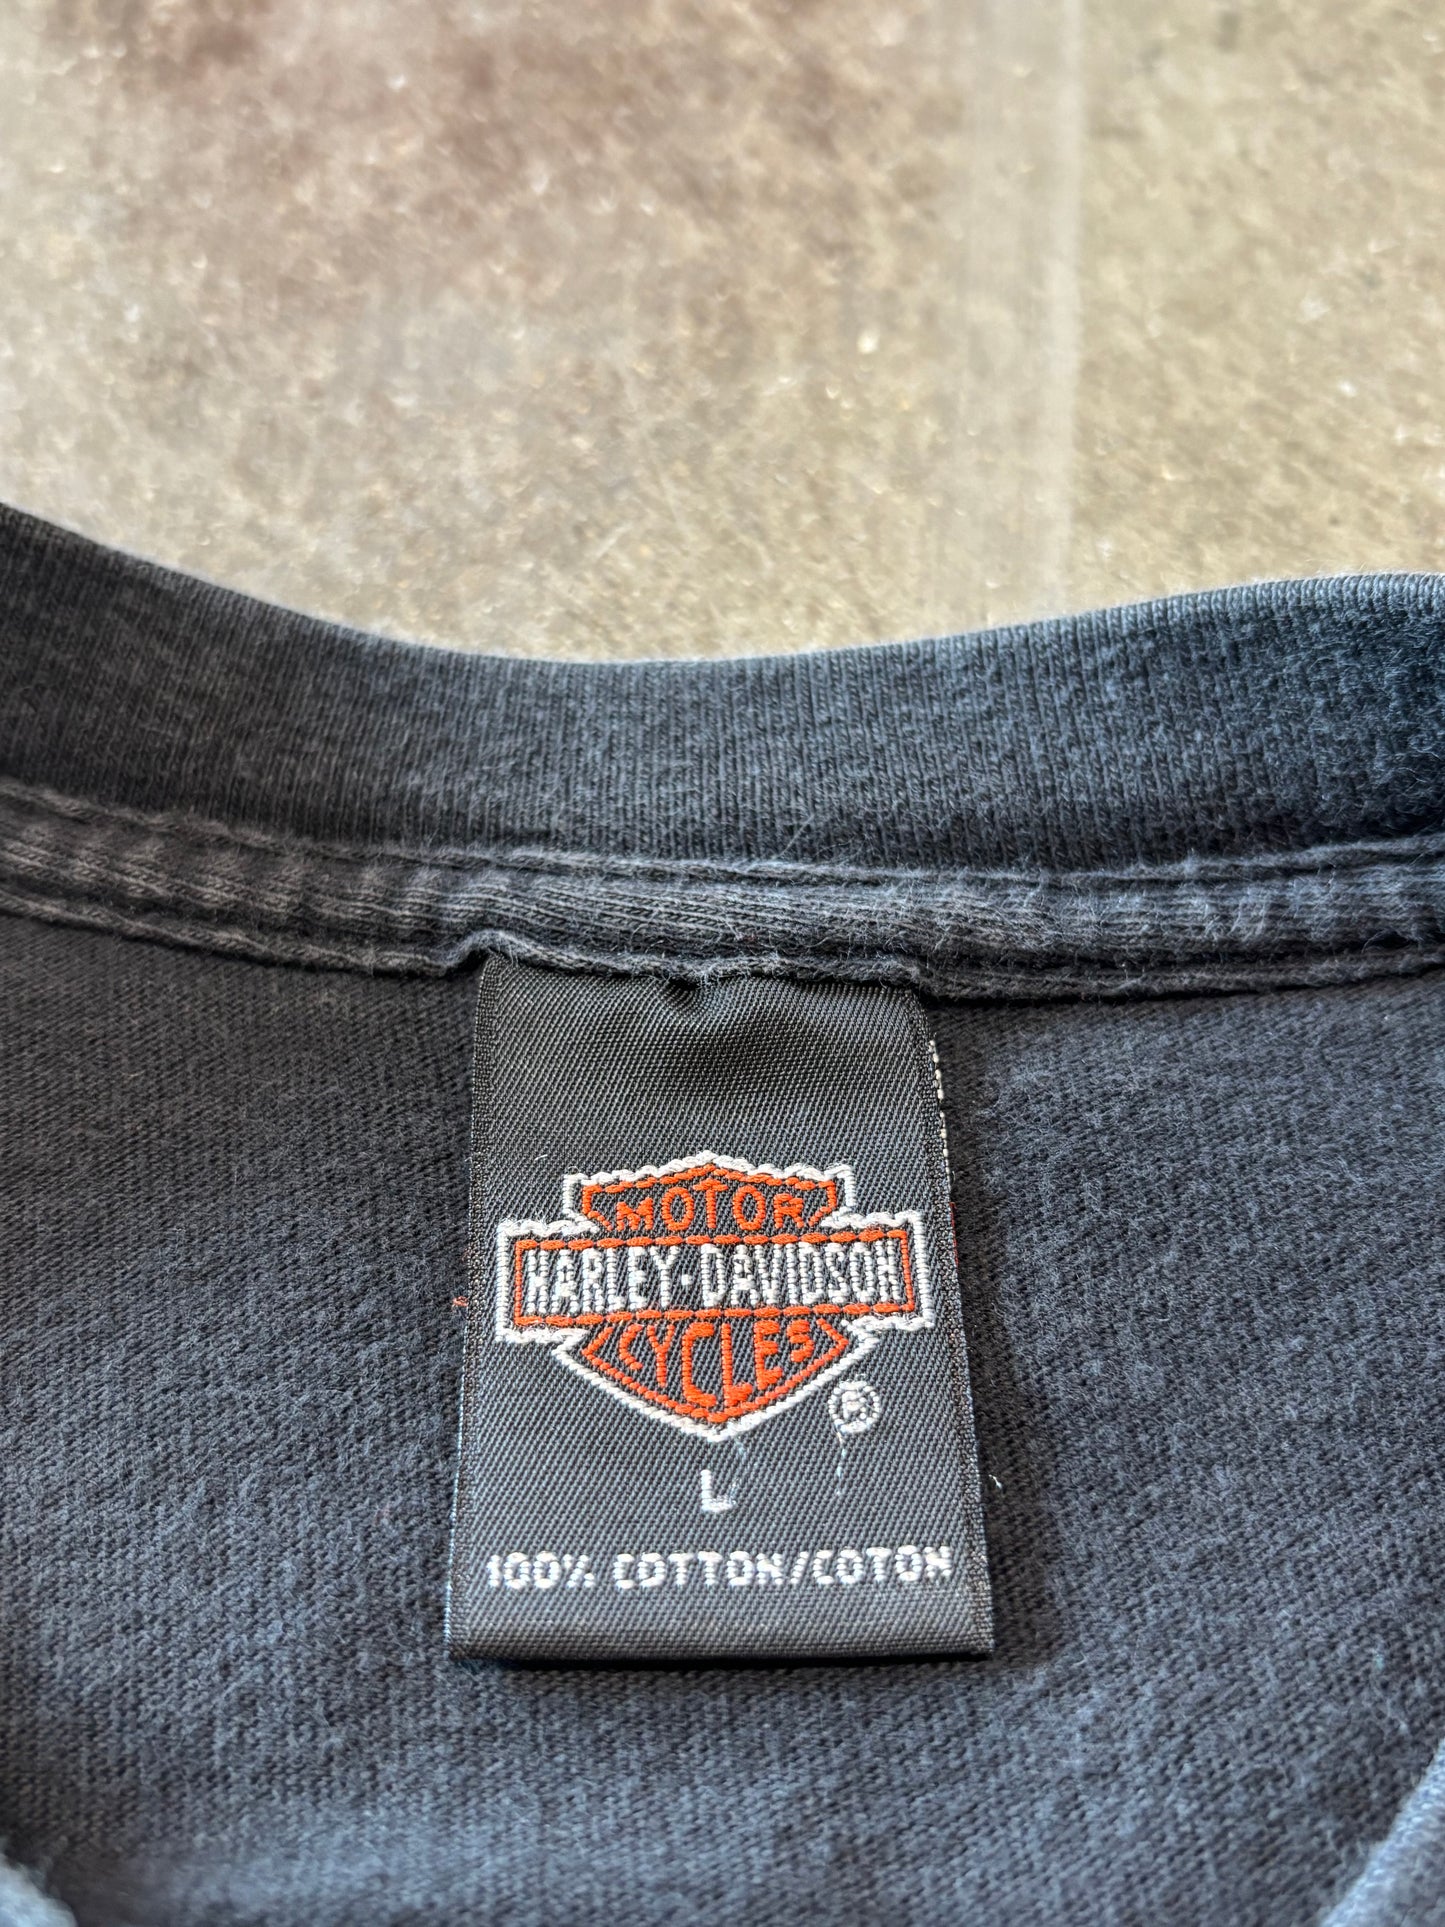 MOTOR
HARLEY-DAVIDSON
CYCLES
®
L
100% COTTON/COTON